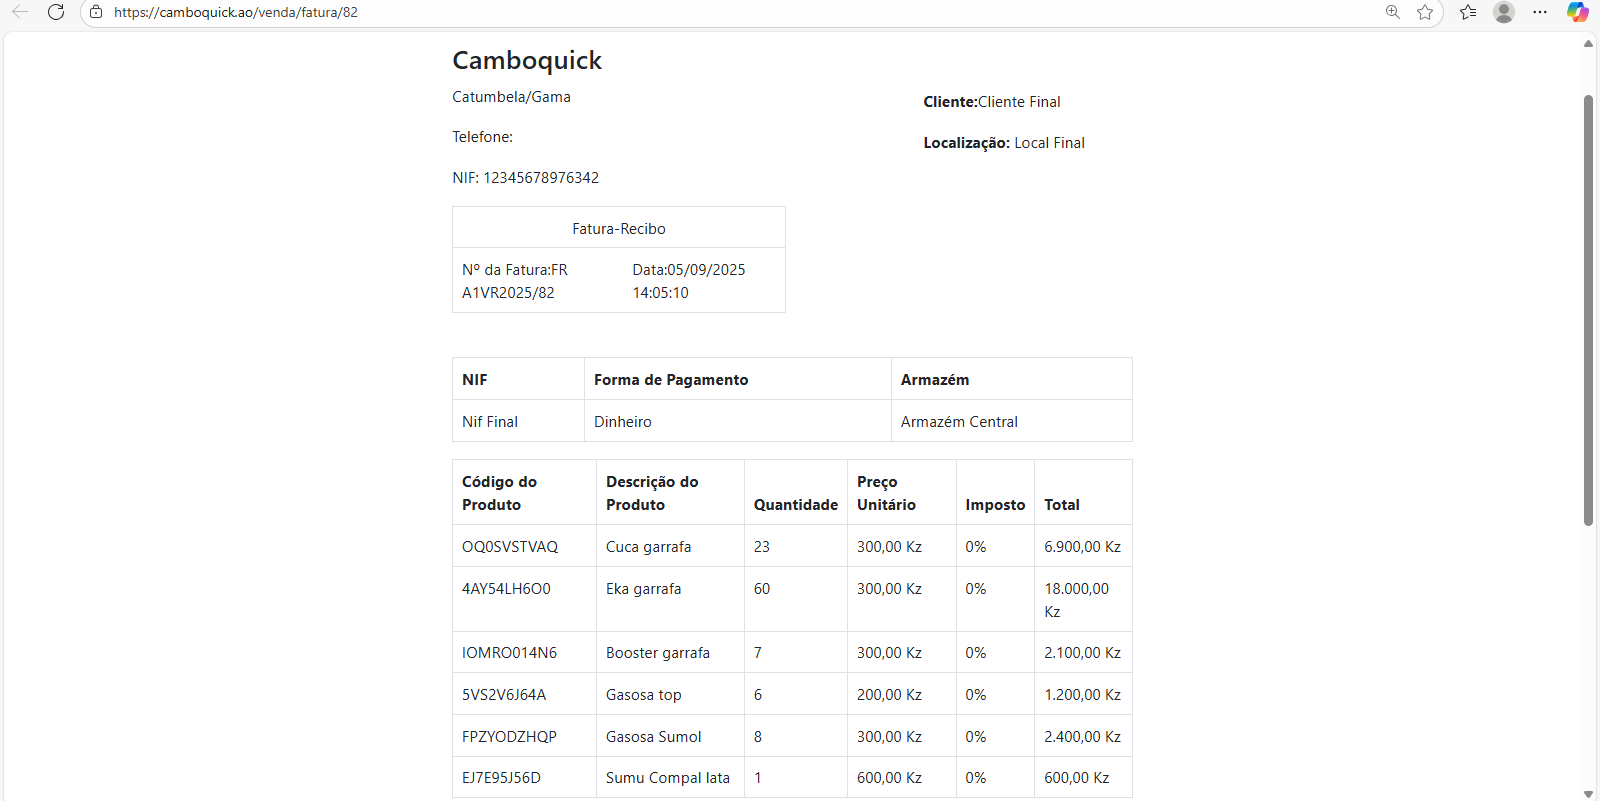 https://camboquick.ao/venda/fatura/82
Camboquick
Catumbela/Gama
Cliente:Cliente Final
Telefone:
Localização: Local Final
NIF: 12345678976342
Fatura-Recibo
Nº da Fatura:FR
A1VR2025/82
Data:05/09/2025
14:05:10
NIF Forma de Pagamento Armazém
Nif Final Dinheiro Armazém Central
Código do Produto Descrição do Produto Quantidade Preço Unitário Imposto Total
OQ0SVSTVAQ Cuca garrafa 23 300,00 Kz 0% 6.900,00 Kz
4AY54LH6O0 Eka garrafa 60 300,00 Kz 0% 18.000,00 Kz
IOMRO014N6 Booster garrafa 7 300,00 Kz 0% 2.100,00 Kz
5VS2V6J64A Gasosa top 6 200,00 Kz 0% 1.200,00 Kz
FPZYODZHQP Gasosa Sumol 8 300,00 Kz 0% 2.400,00 Kz
EJ7E95J56D Sumu Compal lata 1 600,00 Kz 0% 600,00 Kz